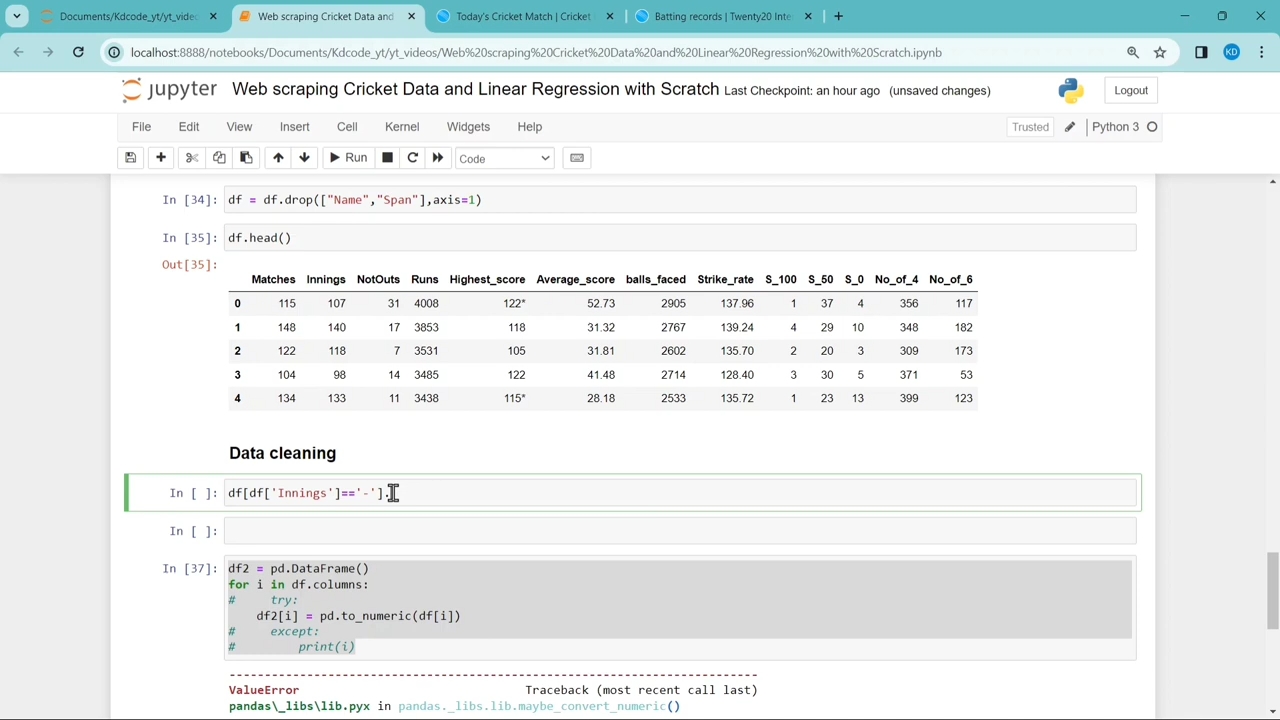 Documents/Kdcode_yt/yt_video
Web scraping Cricket Data and
Today's Cricket Match | Cricket
Batting records | Twenty20 Inte
localhost:8888/notebooks/Documents/Kdcode_yt/yt_videos/Web%20scraping%20Cricket%20Data%20and%20Linear%20Regression%20with%20Scratch.ipynb
KD
jupyter Web scraping Cricket Data and Linear Regression with Scratch Last Checkpoint: an hour ago (unsaved changes) Logout
File Edit View Insert Cell Kernel Widgets Help Trusted Python 3
Run Code
In [34]: df = df.drop(["Name","Span"],axis=1)
In [35]: df.head()
Out[35]:
Matches Innings NotOuts Runs Highest_score Average_score balls_faced Strike_rate S_100 S_50 S_0 No_of_4 No_of_6
0 115 107 31 4008 122* 52.73 2905 137.96 1 37 4 356 117
1 148 140 17 3853 118 31.32 2767 139.24 4 29 10 348 182
2 122 118 7 3531 105 31.81 2602 135.70 2 20 3 309 173
3 104 98 14 3485 122 41.48 2714 128.40 3 30 5 371 53
4 134 133 11 3438 115* 28.18 2533 135.72 1 23 13 399 123
Data cleaning
In [ ]: df[df['Innings']=='-'].
In [ ]:
In [37]: df2 = pd.DataFrame()
for i in df.columns:
#     try:
    df2[i] = pd.to_numeric(df[i])
#     except:
#         print(i)
---------------------------------------------------------------------------
ValueError Traceback (most recent call last)
pandas\_libs\lib.pyx in pandas._libs.lib.maybe_convert_numeric()